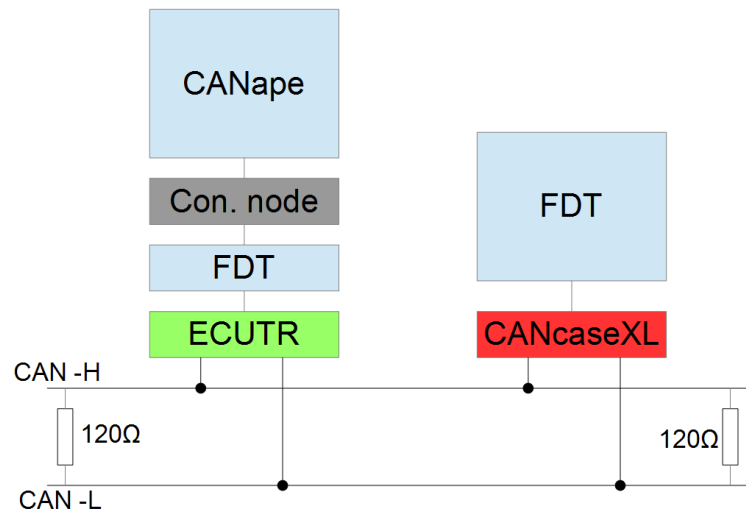 CANape
Con. node
FDT
FDT
ECUTR
CANcaseXL
CAN -H
120Ω
120Ω
CAN -L